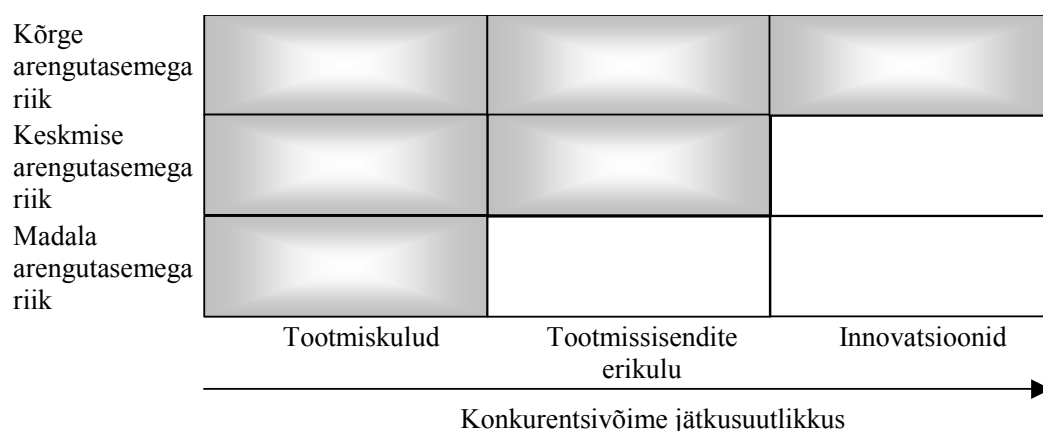 Kõrge
arengutasemega
riik
Keskmise
arengutasemega
riik
Madala
arengutasemega
riik
Tootmiskulud
Tootmissisendite
erikulu
Innovatsioonid
Konkurentsivõime jätkusuutlikkus